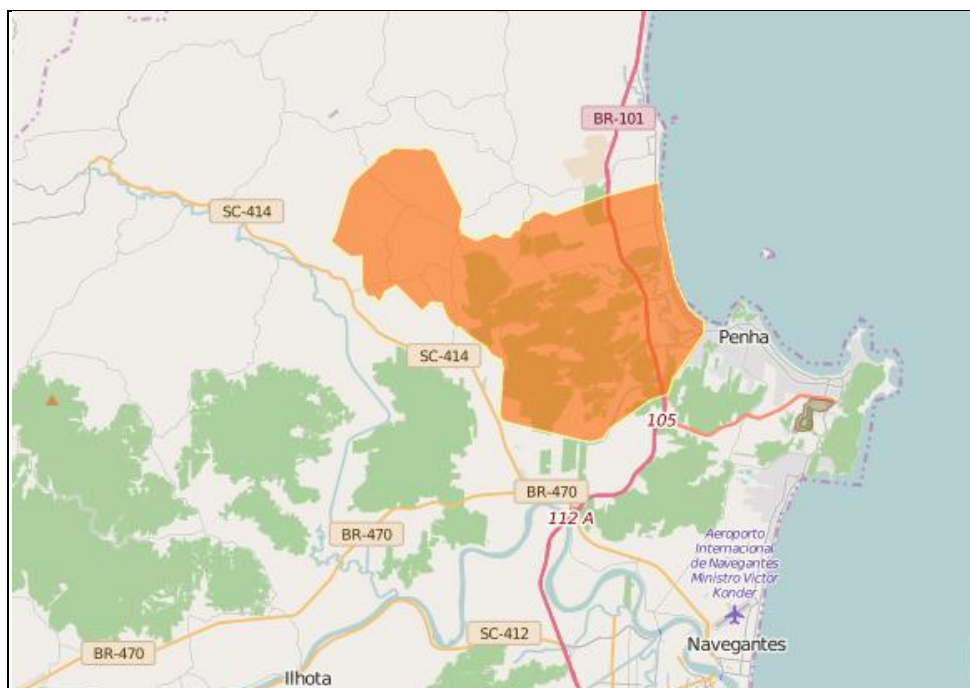 BR-101
SC-414
Penha
SC-414
105
BR-470
112 A
BR-470
Aeroporto
Internacional
de Navegantes
Ministro Victor
Konder
SC-412
Navegantes
BR-470
Ilhota